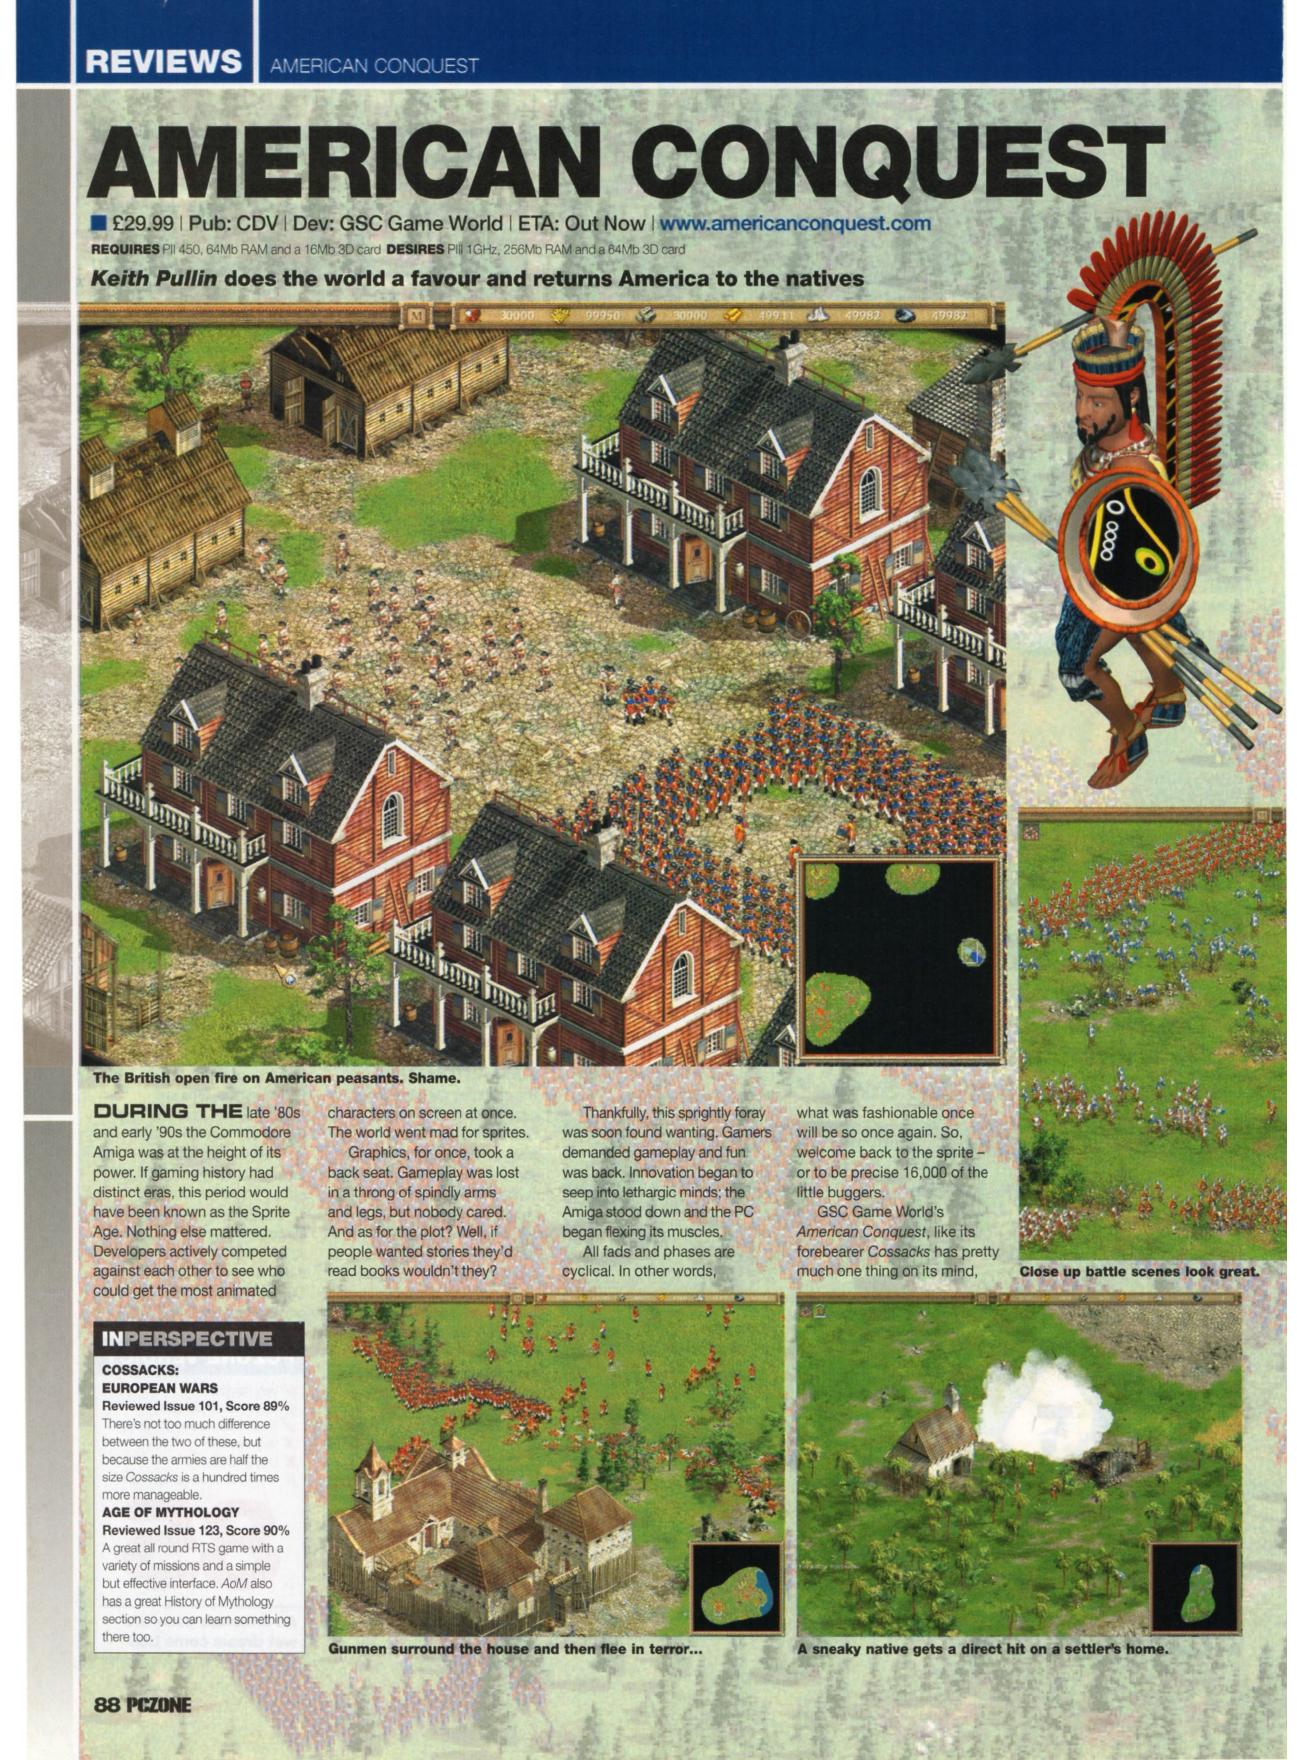 REVIEWS AMERICAN CONQUEST
AMERICAN CONQUEST
£29.99 | Pub: CDV | Dev: GSC Game World | ETA: Out Now | www.americanconquest.com
REQUIRES PII 450, 64Mb RAM and a 16Mb 3D card DESIRES PIII 1GHz, 256Mb RAM and a 64Mb 3D card
Keith Pullin does the world a favour and returns America to the natives
M 30000 99950 30000 49911 49982 49982
The British open fire on American peasants. Shame.
DURING THE late '80s
and early '90s the Commodore
Amiga was at the height of its
power. If gaming history had
distinct eras, this period would
have been known as the Sprite
Age. Nothing else mattered.
Developers actively competed
against each other to see who
could get the most animated
characters on screen at once.
The world went mad for sprites.
Graphics, for once, took a
back seat. Gameplay was lost
in a throng of spindly arms
and legs, but nobody cared.
And as for the plot? Well, if
people wanted stories they'd
read books wouldn't they?
Thankfully, this sprightly foray
was soon found wanting. Gamers
demanded gameplay and fun
was back. Innovation began to
seep into lethargic minds; the
Amiga stood down and the PC
began flexing its muscles.
All fads and phases are
cyclical. In other words,
what was fashionable once
will be so once again. So,
welcome back to the sprite –
or to be precise 16,000 of the
little buggers.
GSC Game World's
American Conquest, like its
forebearer Cossacks has pretty
much one thing on its mind,
Close up battle scenes look great.
INPERSPECTIVE
COSSACKS:
EUROPEAN WARS
Reviewed Issue 101, Score 89%
There's not too much difference
between the two of these, but
because the armies are half the
size Cossacks is a hundred times
more manageable.
AGE OF MYTHOLOGY
Reviewed Issue 123, Score 90%
A great all round RTS game with a
variety of missions and a simple
but effective interface. AoM also
has a great History of Mythology
section so you can learn something
there too.
Gunmen surround the house and then flee in terror...
A sneaky native gets a direct hit on a settler's home.
88 PCZONE